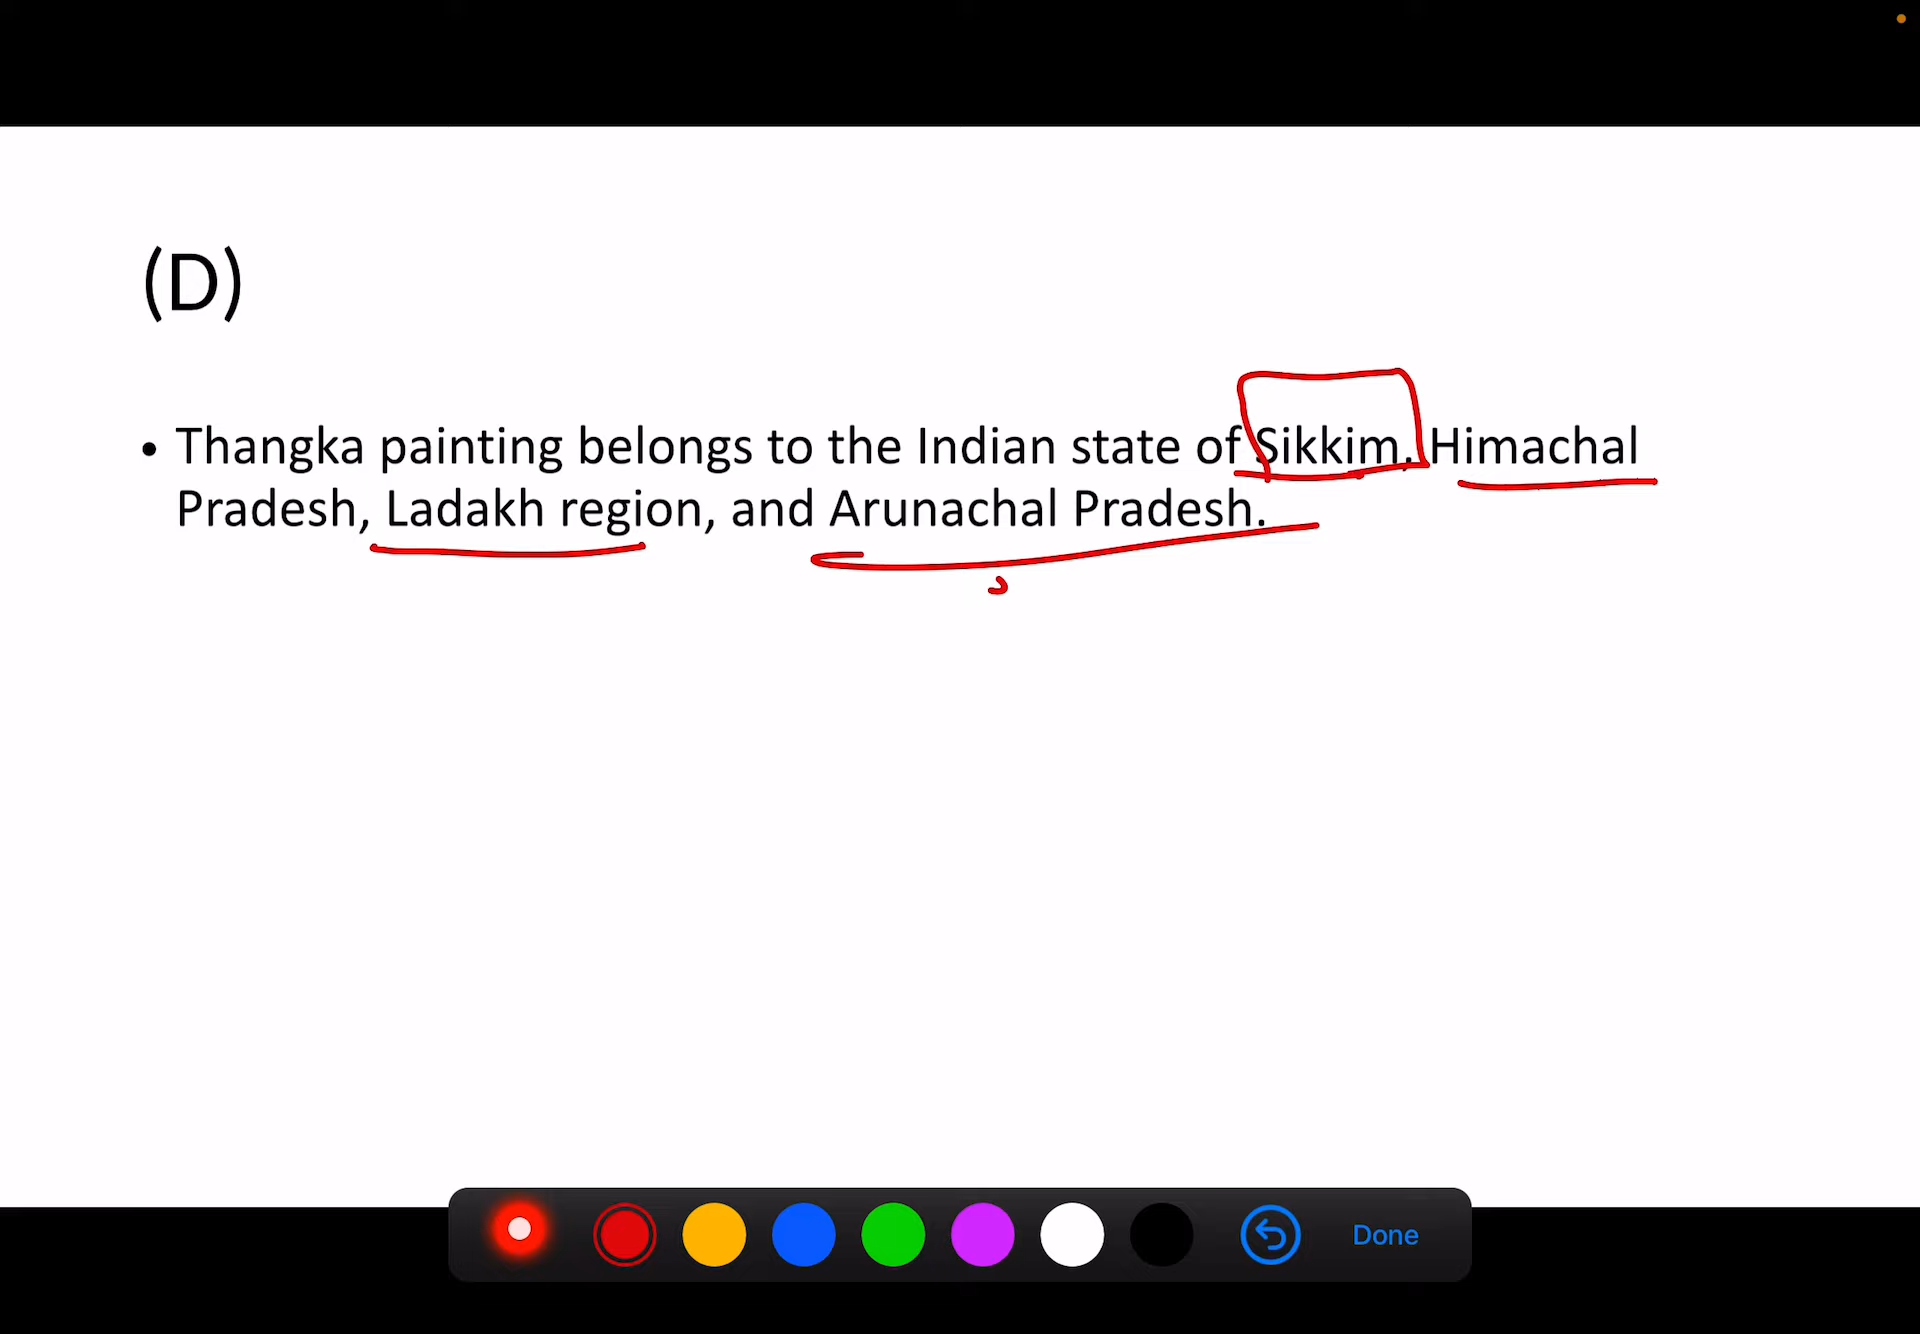 (D)
• Thangka painting belongs to the Indian state of Sikkim, Himachal
Pradesh, Ladakh region, and Arunachal Pradesh.
Done